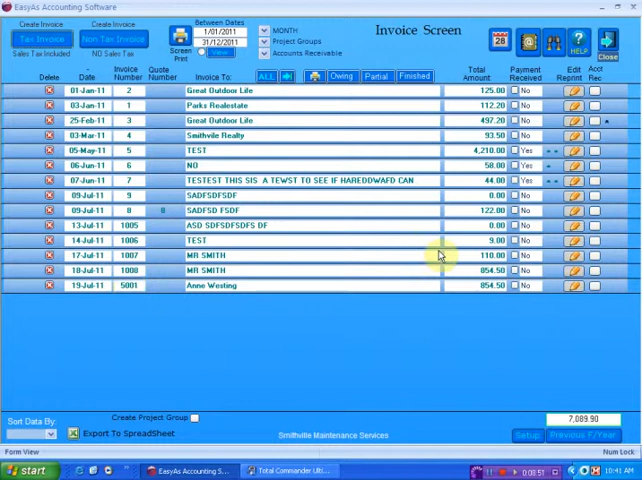 EasyAs Accounting Software
Create Invoice
Tax Invoice
Sales Tax Included
Create Invoice
Non Tax Invoice
NO Sales Tax
Screen Print
Between Dates
1/01/2011
31/12/2011
View
MONTH
Project Groups
Accounts Receivable
Invoice Screen
28
HELP
Close
Delete - Date Invoice Number Quote Number Invoice To: ALL Owing Partial Finished Total Amount: Payment Received Edit Reprint Acct Rec
01-Jan-11 2 Great Outdoor Life 125.00 No
03-Jan-11 1 Parks Realestate 112.20 No
25-Feb-11 3 Great Outdoor Life 497.20 No
03-Mar-11 4 Smithvile Realty 93.50 No
05-May-11 5 TEST 4,210.00 Yes
06-Jun-11 6 NO 58.00 Yes
07-Jun-11 7 TESTEST THIS SIS A TEWST TO SEE IF HAREDDWAFD CAN 44.00 Yes
09-Jul-11 9 SADFSDFSDF 0.00 No
09-Jul-11 8 8 SADFSD FSDF 122.00 No
13-Jul-11 1005 ASD SDFSDFSDFS DF 0.00 No
14-Jul-11 1006 TEST 9.00 No
17-Jul-11 1007 MR SMITH 110.00 No
18-Jul-11 1008 MR SMITH 854.50 No
19-Jul-11 5001 Anne Westing 854.50 No
Create Project Group
7,089.90
Sort Data By:
Export To SpreadSheet
Smithville Maintenance Services
Setup
Previous F/Year
Form View
Num Lock
start
EasyAs Accounting S...
Total Commander Ulti...
0:08:51
10:41 AM